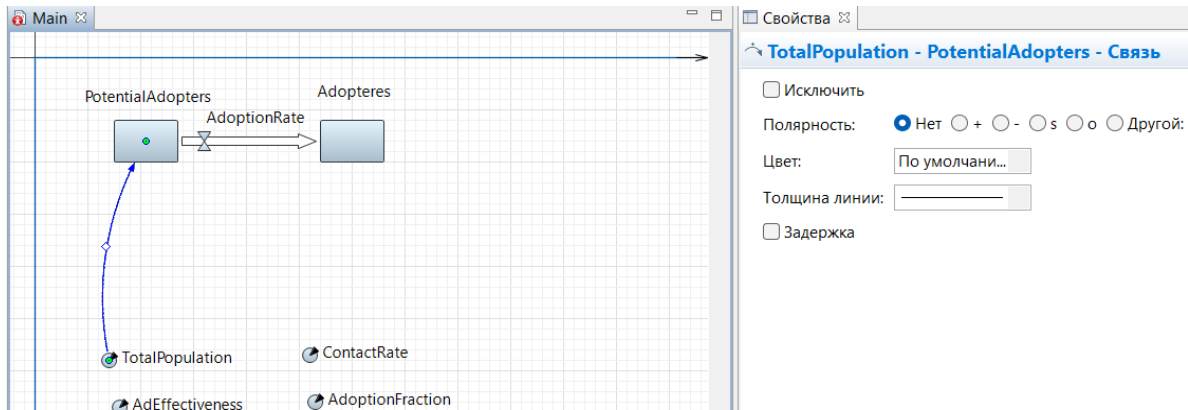 Main
PotentialAdopters
Adopteres
AdoptionRate
TotalPopulation
ContactRate
AdEffectiveness
AdoptionFraction
Свойства
TotalPopulation - PotentialAdopters - Связь
Исключить
Полярность: Нет + - s o Другой:
Цвет: По умолчани...
Толщина линии:
Задержка